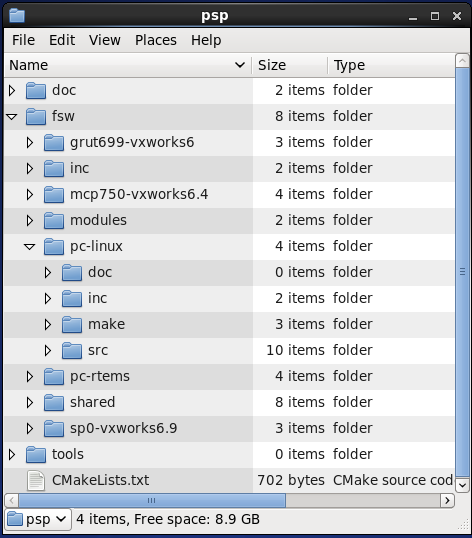 psp
File Edit View Places Help
Name Size Type
doc 2 items folder
fsw 8 items folder
grut699-vxworks6 3 items folder
inc 2 items folder
mcp750-vxworks6.4 4 items folder
modules 2 items folder
pc-linux 4 items folder
doc 0 items folder
inc 2 items folder
make 3 items folder
src 10 items folder
pc-rtems 4 items folder
shared 8 items folder
sp0-vxworks6.9 3 items folder
tools 0 items folder
CMakeLists.txt 702 bytes CMake source cod
psp 4 items, Free space: 8.9 GB